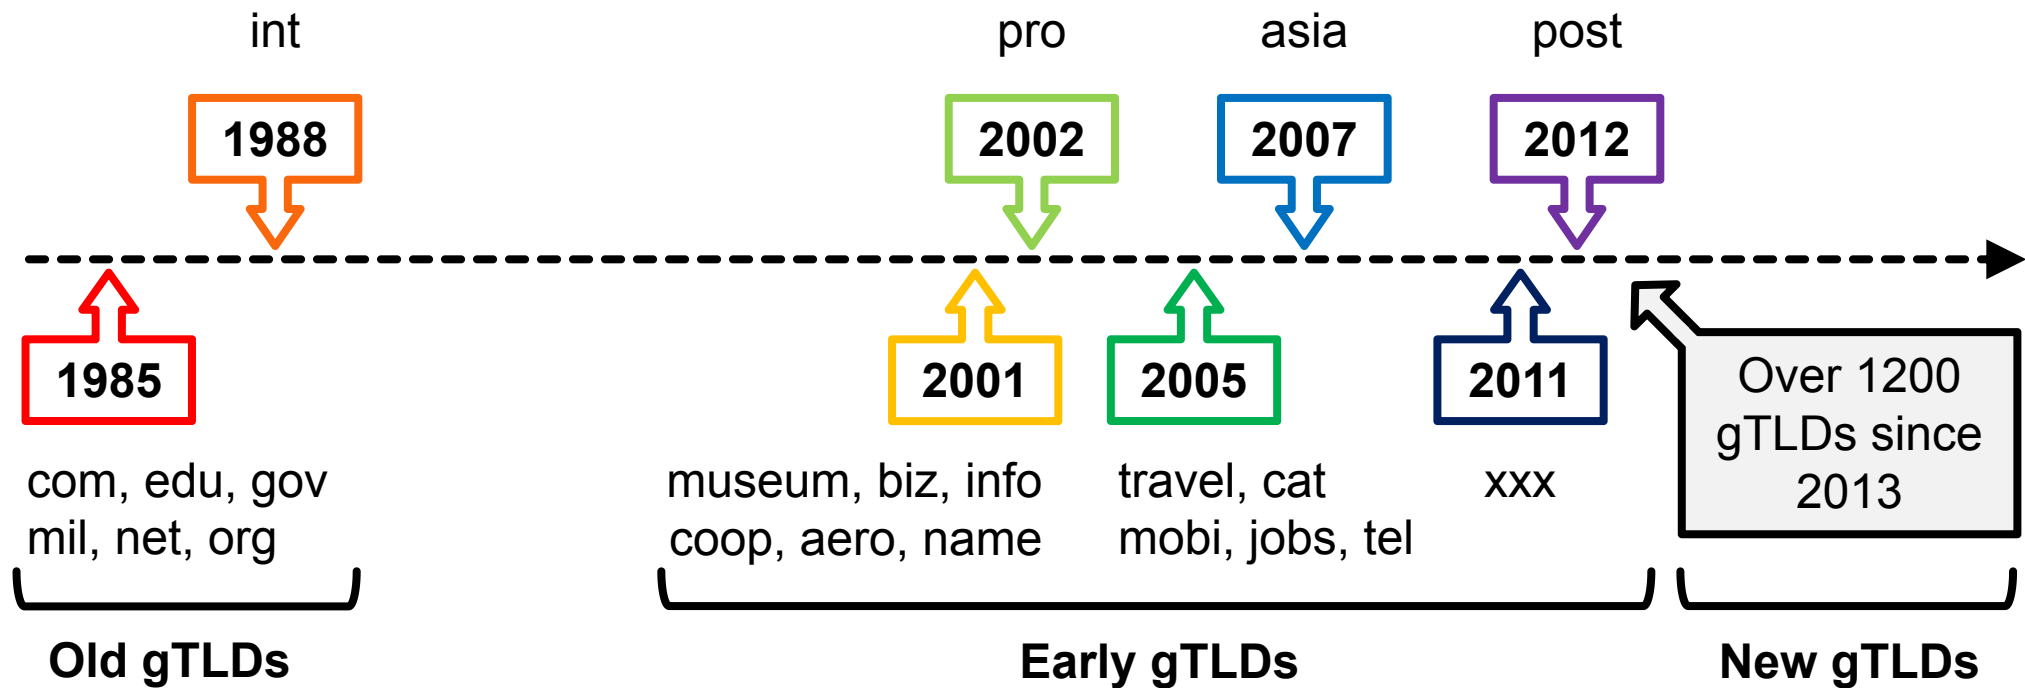 int
pro
asia
post
1988
2002
2007
2012
1985
2001
2005
2011
Over 1200
gTLDs since
2013
com, edu, gov
mil, net, org
museum, biz, info
coop, aero, name
travel, cat
mobi, jobs, tel
xxx
Old gTLDs
Early gTLDs
New gTLDs